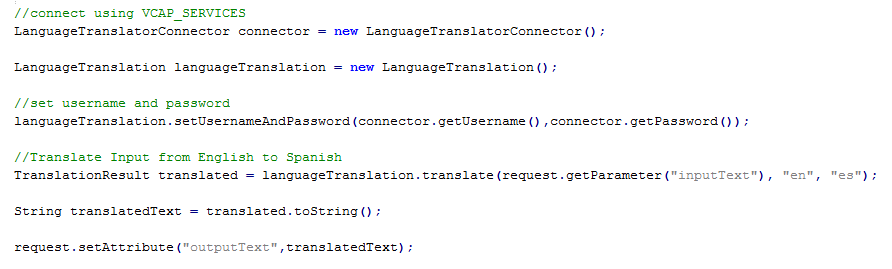 //connect using VCAP_SERVICES
LanguageTranslatorConnector connector = new LanguageTranslatorConnector();
LanguageTranslation languageTranslation = new LanguageTranslation();
//set username and password
languageTranslation.setUsernameAndPassword(connector.getUsername(),connector.getPassword());
//Translate Input from English to Spanish
TranslationResult translated = languageTranslation.translate(request.getParameter("inputText"), "en", "es");
String translatedText = translated.toString();
request.setAttribute("outputText",translatedText);